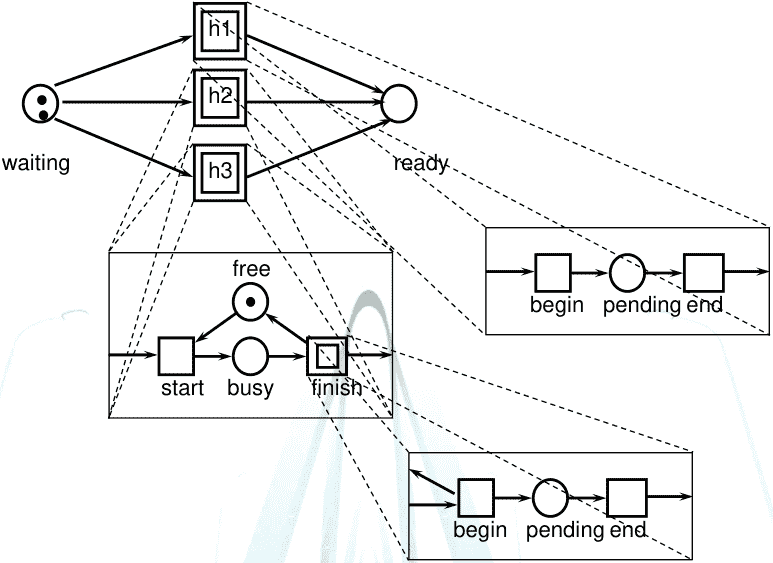 h1
h2
waiting
h3
ready
free
begin
pending
end
start
busy
finish
begin
pending
end